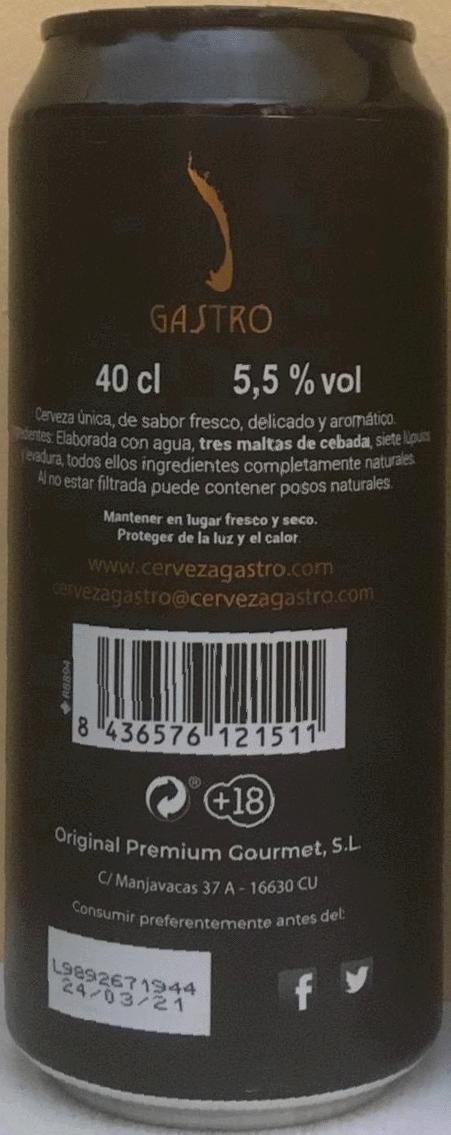 GASTRO
40 cl 5,5 % vol
Cerveza única, de sabor fresco, delicado y aromático.
Elaborada con agua, tres maltas de cebada, siete lúpulos
y levadura, todos ellos ingredientes completamente naturales.
Al no estar filtrada puede contener posos naturales.
Mantener en lugar fresco y seco.
Proteger de la luz y el calor
www.cervezagastro.com
cervezagastro@cervezagastro.com
R8894
8 436576 121511
® +18
Original Premium Gourmet, S.L.
C/ Manjavacas 37 A - 16630 CU
Consumir preferentemente antes del:
L9892671944
24/03/21
f